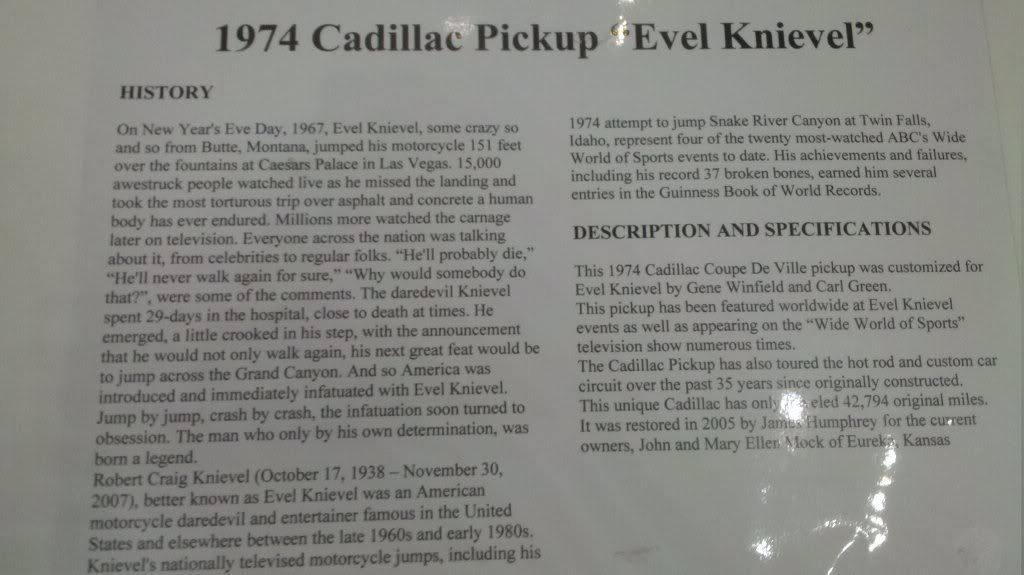 1974 Cadillac Pickup “Evel Knievel”
HISTORY
On New Year's Eve Day, 1967, Evel Knievel, some crazy so
and so from Butte, Montana, jumped his motorcycle 151 feet
over the fountains at Caesars Palace in Las Vegas. 15,000
awestruck people watched live as he missed the landing and
took the most torturous trip over asphalt and concrete a human
body has ever endured. Millions more watched the carnage
later on television. Everyone across the nation was talking
about it, from celebrities to regular folks. “He'll probably die,”
“He'll never walk again for sure,” “Why would somebody do
that?”, were some of the comments. The daredevil Knievel
spent 29-days in the hospital, close to death at times. He
emerged, a little crooked in his step, with the announcement
that he would not only walk again, his next great feat would be
to jump across the Grand Canyon. And so America was
introduced and immediately infatuated with Evel Knievel.
Jump by jump, crash by crash, the infatuation soon turned to
obsession. The man who only by his own determination, was
born a legend.
Robert Craig Knievel (October 17, 1938 – November 30,
2007), better known as Evel Knievel was an American
motorcycle daredevil and entertainer famous in the United
States and elsewhere between the late 1960s and early 1980s.
Knievel's nationally televised motorcycle jumps, including his
1974 attempt to jump Snake River Canyon at Twin Falls,
Idaho, represent four of the twenty most-watched ABC's Wide
World of Sports events to date. His achievements and failures,
including his record 37 broken bones, earned him several
entries in the Guinness Book of World Records.
DESCRIPTION AND SPECIFICATIONS
This 1974 Cadillac Coupe De Ville pickup was customized for
Evel Knievel by Gene Winfield and Carl Green.
This pickup has been featured worldwide at Evel Knievel
events as well as appearing on the “Wide World of Sports”
television show numerous times.
The Cadillac Pickup has also toured the hot rod and custom car
circuit over the past 35 years since originally constructed.
This unique Cadillac has only 42,794 original miles.
It was restored in 2005 by James Humphrey for the current
owners, John and Mary Ellen Mock of Eureka, Kansas